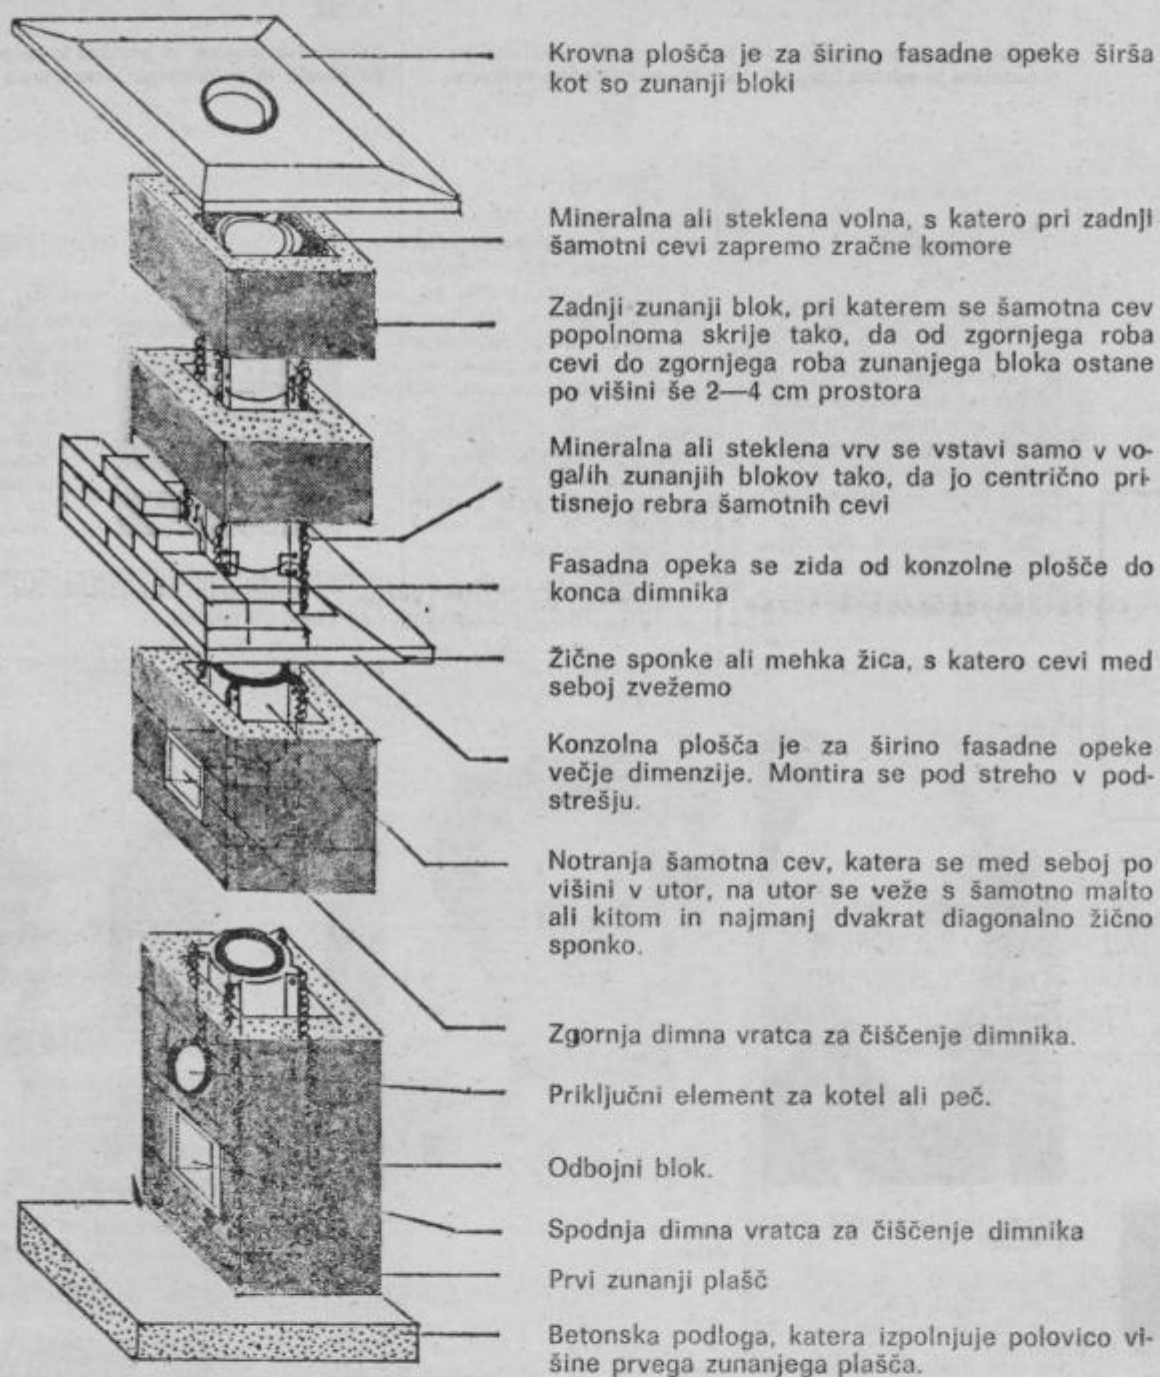 Krovna plošča je za širino fasadne opeke širša
kot so zunanji bloki
Mineralna ali steklena volna, s katero pri zadnji
šamotni cevi zapremo zračne komore
Zadnji zunanji blok, pri katerem se šamotna cev
popolnoma skrije tako, da od zgornjega roba
cevi do zgornjega roba zunanjega bloka ostane
po višini še 2—4 cm prostora
Mineralna ali steklena vrv se vstavi samo v vo-
galih zunanjih blokov tako, da jo centrično pri-
tisnejo rebra šamotnih cevi
Fasadna opeka se zida od konzolne plošče do
konca dimnika
Žične sponke ali mehka žica, s katero cevi med
seboj zvežemo
Konzolna plošča je za širino fasadne opeke
večje dimenzije. Montira se pod streho v pod-
strešju.
Notranja šamotna cev, katera se med seboj po
višini v utor, na utor se veže s šamotno malto
ali kitom in najmanj dvakrat diagonalno žično
sponko.
Zgornja dimna vratca za čiščenje dimnika.
Priključni element za kotel ali peč.
Odbojni blok.
Spodnja dimna vratca za čiščenje dimnika
Prvi zunanji plašč
Betonska podloga, katera izpolnjuje polovico vi-
šine prvega zunanjega plašča.